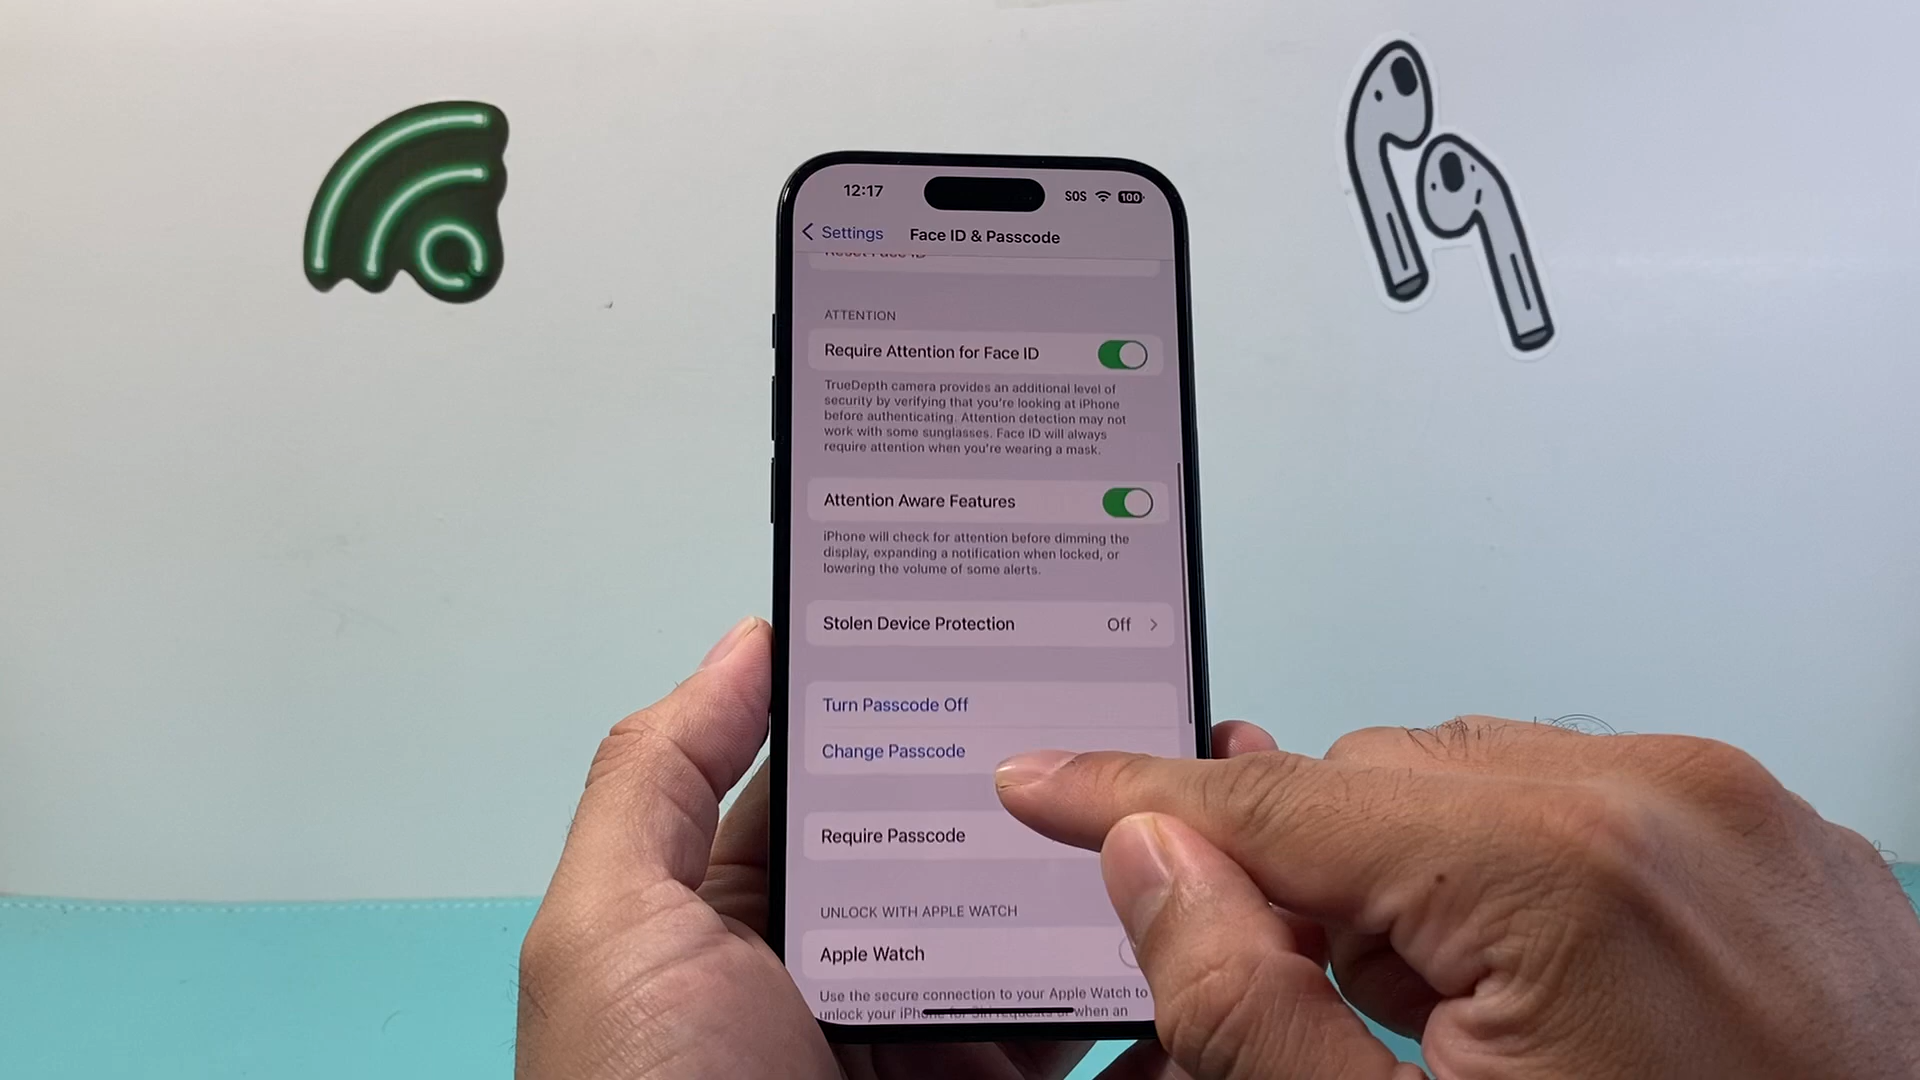 12:17 SOS 100
Settings Face ID & Passcode
Reset Face ID
ATTENTION
Require Attention for Face ID
TrueDepth camera provides an additional level of
security by verifying that you're looking at iPhone
before authenticating. Attention detection may not
work with some sunglasses. Face ID will always
require attention when you're wearing a mask.
Attention Aware Features
iPhone will check for attention before dimming the
display, expanding a notification when locked, or
lowering the volume of some alerts.
Stolen Device Protection Off
Turn Passcode Off
Change Passcode
Require Passcode
UNLOCK WITH APPLE WATCH
Apple Watch
Use the secure connection to your Apple Watch to
unlock your iPhone for Siri requests or when an